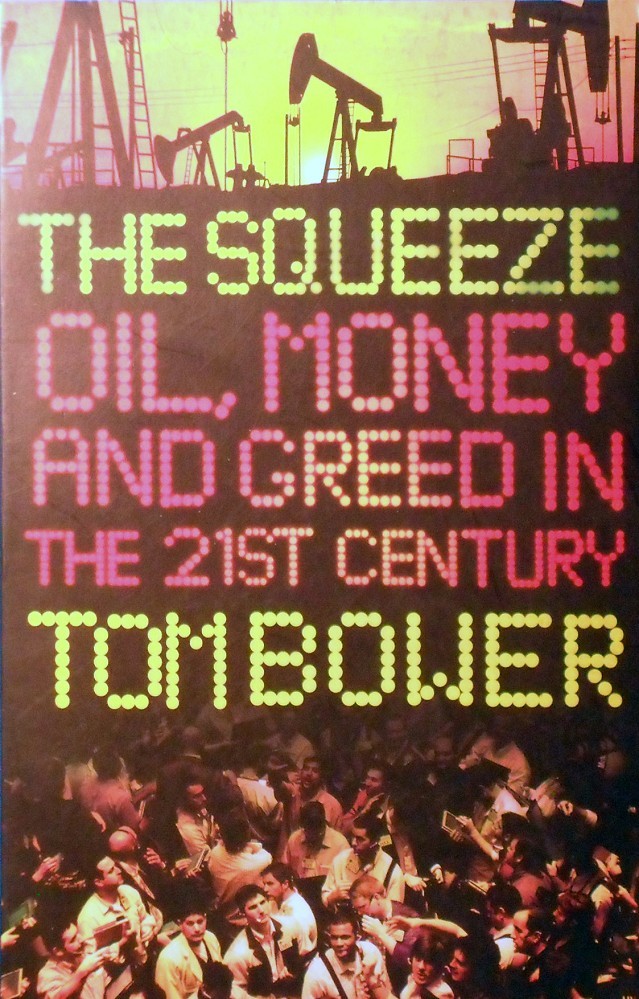 THE SQUEEZE
OIL, MONEY
AND GREED IN
THE 21ST CENTURY
TOM BOWER